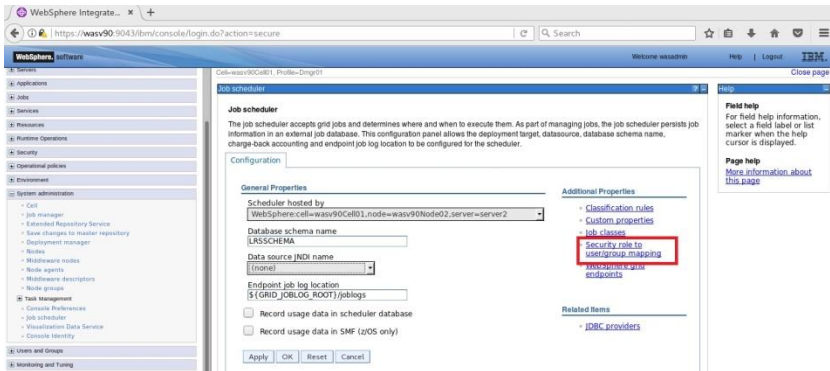 WebSphere Integrate...
https://wasv90:9043/ibm/console/login.do?action=secure
Search
WebSphere. software
Welcome wasadmin
Help | Logout
IBM.
Cell=wasv90Cell01, Profile=Dmgr01
Close page
Servers
Applications
Jobs
Services
Resources
Runtime Operations
Security
Operational policies
Environment
System administration
Cell
Job manager
Extended Repository Service
Save changes to master repository
Deployment manager
Nodes
Middleware nodes
Node agents
Middleware descriptors
Node groups
Task Management
Console Preferences
Job scheduler
Visualization Data Service
Console Identity
Users and Groups
Monitoring and Tuning
Job scheduler
Job scheduler
The job scheduler accepts grid jobs and determines where and when to execute them. As part of managing jobs, the job scheduler persists job
information in an external job database. This configuration panel allows the deployment target, datasource, database schema name,
charge-back accounting and endpoint job log location to be configured for the scheduler.
Configuration
General Properties
Scheduler hosted by
WebSphere:cell=wasv90Cell01,node=wasv90Node02,server=server2
Database schema name
LRSSCHEMA
Data source JNDI name
(none)
Endpoint job log location
${GRID_JOBLOG_ROOT}/joblogs
Record usage data in scheduler database
Record usage data in SMF (z/OS only)
Apply OK Reset Cancel
Additional Properties
Classification rules
Custom properties
Job classes
Security role to
user/group mapping
WebSphere grid
endpoints
Related Items
JDBC providers
Help
Field help
For field help information,
select a field label or list
marker when the help
cursor is displayed.
Page help
More information about
this page